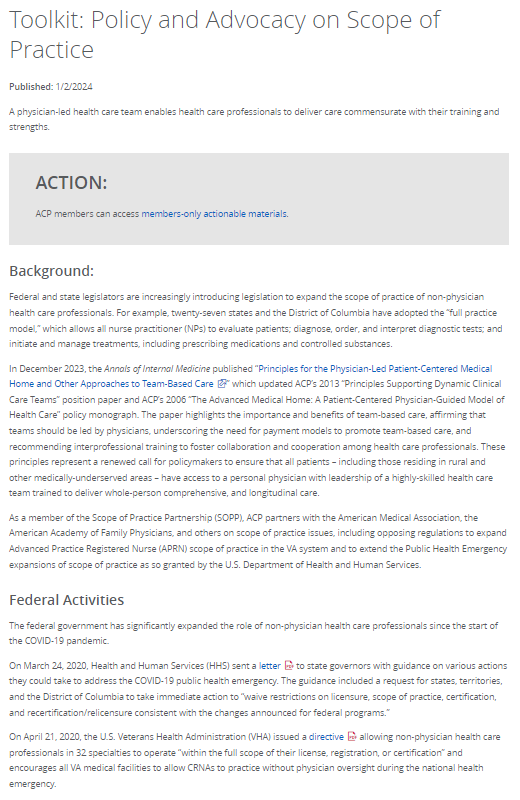 Toolkit: Policy and Advocacy on Scope of
Practice
Published: 1/2/2024
A physician-led health care team enables health care professionals to deliver care commensurate with their training and
strengths.
ACTION:
ACP members can access members-only actionable materials.
Background:
Federal and state legislators are increasingly introducing legislation to expand the scope of practice of non-physician
health care professionals. For example, twenty-seven states and the District of Columbia have adopted the "full practice
model," which allows all nurse practitioner (NPs) to evaluate patients; diagnose, order, and interpret diagnostic tests; and
initiate and manage treatments, including prescribing medications and controlled substances.
In December 2023, the Annals of Internal Medicine published "Principles for the Physician-Led Patient-Centered Medical
Home and Other Approaches to Team-Based Care" which updated ACP's 2013 "Principles Supporting Dynamic Clinical
Care Teams" position paper and ACP's 2006 "The Advanced Medical Home: A Patient-Centered Physician-Guided Model of
Health Care" policy monograph. The paper highlights the importance and benefits of team-based care, affirming that
teams should be led by physicians, underscoring the need for payment models to promote team-based care, and
recommending interprofessional training to foster collaboration and cooperation among health care professionals. These
principles represent a renewed call for policymakers to ensure that all patients – including those residing in rural and
other medically-underserved areas – have access to a personal physician with leadership of a highly-skilled health care
team trained to deliver whole-person comprehensive, and longitudinal care.
As a member of the Scope of Practice Partnership (SOPP), ACP partners with the American Medical Association, the
American Academy of Family Physicians, and others on scope of practice issues, including opposing regulations to expand
Advanced Practice Registered Nurse (APRN) scope of practice in the VA system and to extend the Public Health Emergency
expansions of scope of practice as so granted by the U.S. Department of Health and Human Services.
Federal Activities
The federal government has significantly expanded the role of non-physician health care professionals since the start of
the COVID-19 pandemic.
On March 24, 2020, Health and Human Services (HHS) sent a letter to state governors with guidance on various actions
they could take to address the COVID-19 public health emergency. The guidance included a request for states, territories,
and the District of Columbia to take immediate action to "waive restrictions on licensure, scope of practice, certification,
and recertification/relicensure consistent with the changes announced for federal programs."
On April 21, 2020, the U.S. Veterans Health Administration (VHA) issued a directive allowing non-physician health care
professionals in 32 specialties to operate "within the full scope of their license, registration, or certification" and
encourages all VA medical facilities to allow CRNAs to practice without physician oversight during the national health
emergency.